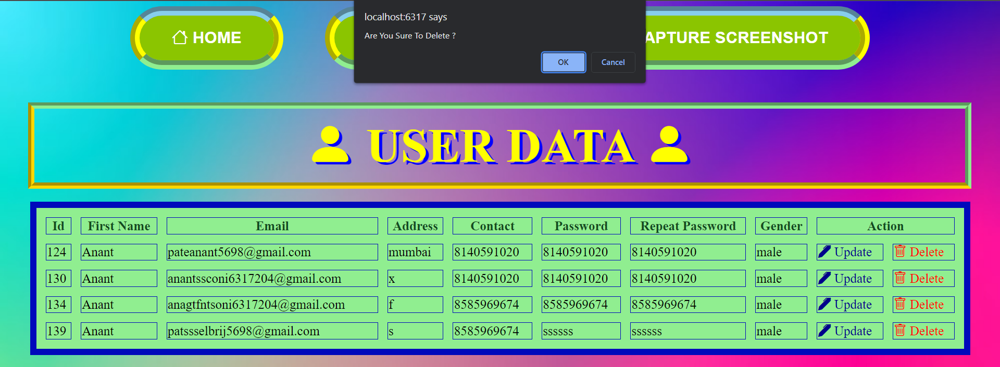 localhost:6317 says
Are You Sure To Delete ?
OK Cancel
HOME APTURE SCREENSHOT
USER DATA
Id First Name Email Address Contact Password Repeat Password Gender Action
124 Anant pateanant5698@gmail.com mumbai 8140591020 8140591020 8140591020 male Update Delete
130 Anant anantssconi6317204@gmail.com x 8140591020 8140591020 8140591020 male Update Delete
134 Anant anagtfntsoni6317204@gmail.com f 8585969674 8585969674 8585969674 male Update Delete
139 Anant patssselbrij5698@gmail.com s 8585969674 ssssss ssssss male Update Delete